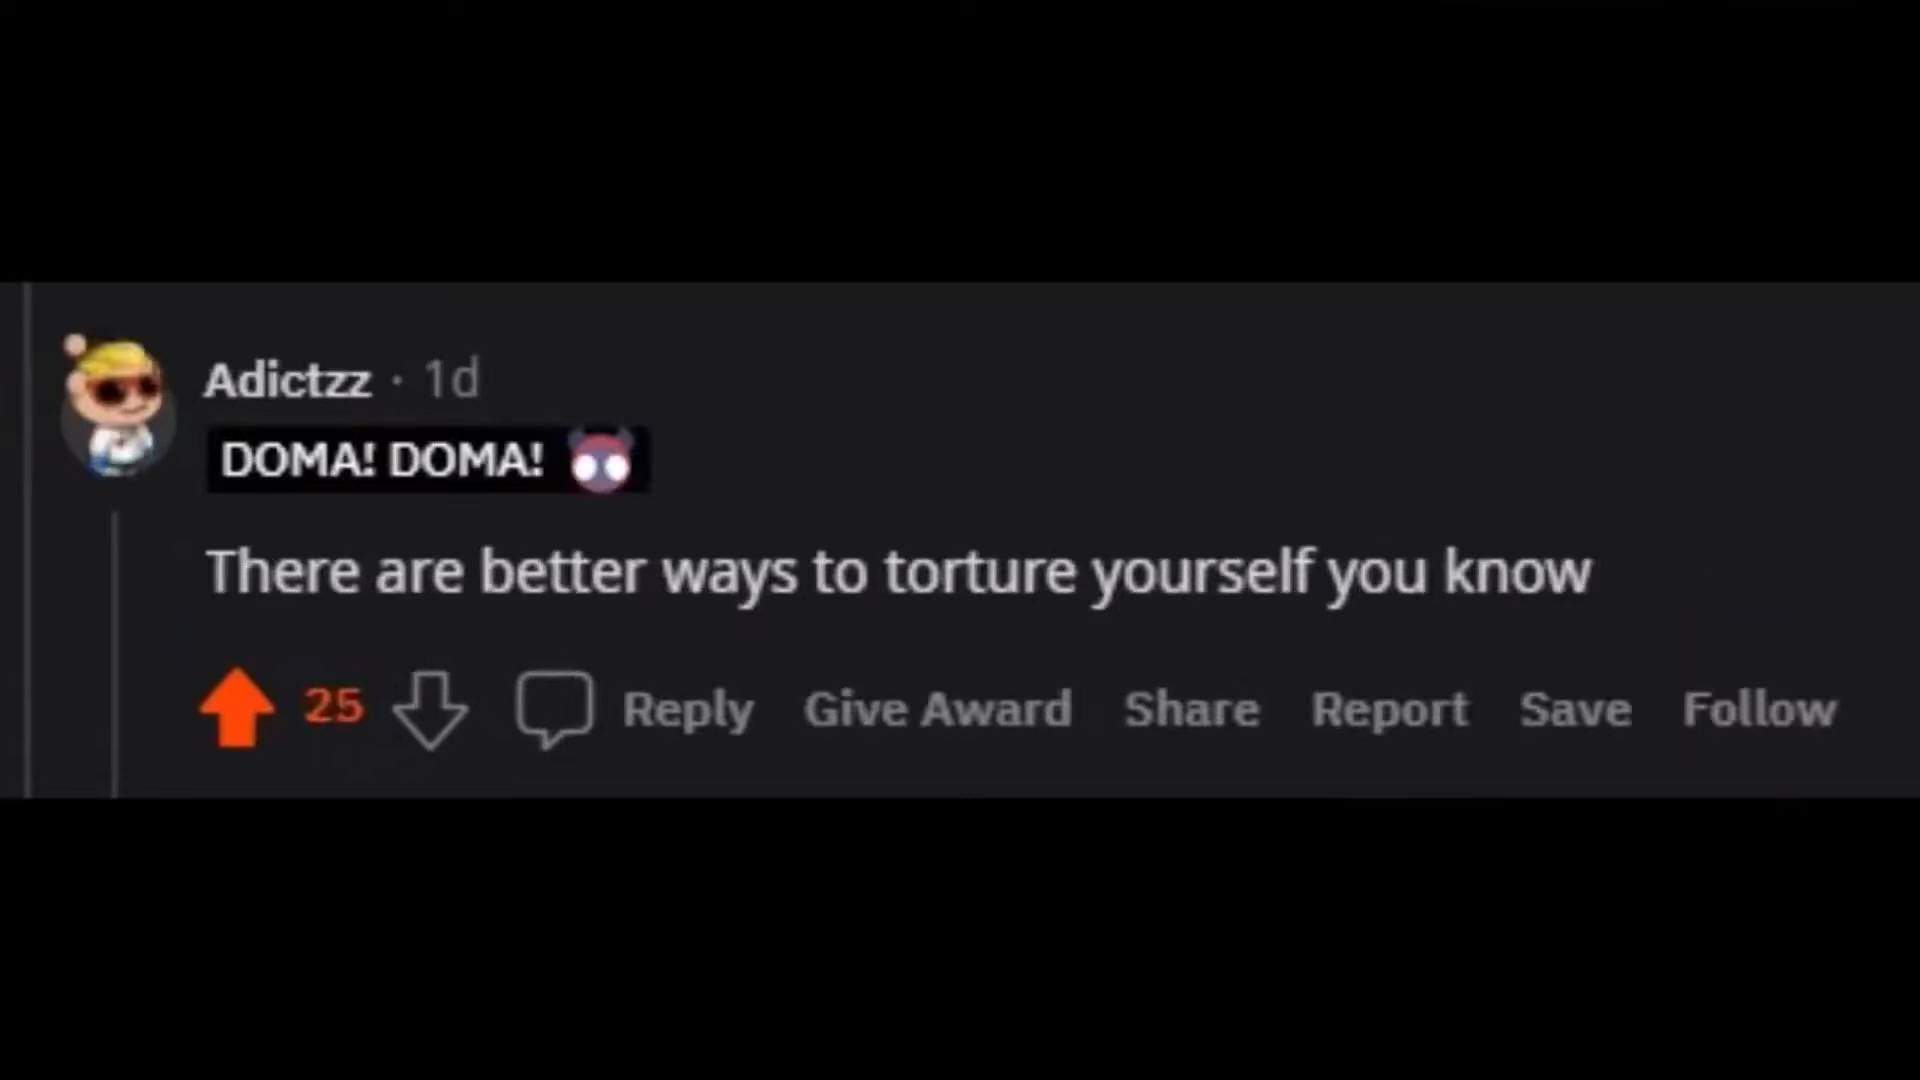 Adictzz · 1d
DOMA! DOMA!
There are better ways to torture yourself you know
25 Reply Give Award Share Report Save Follow